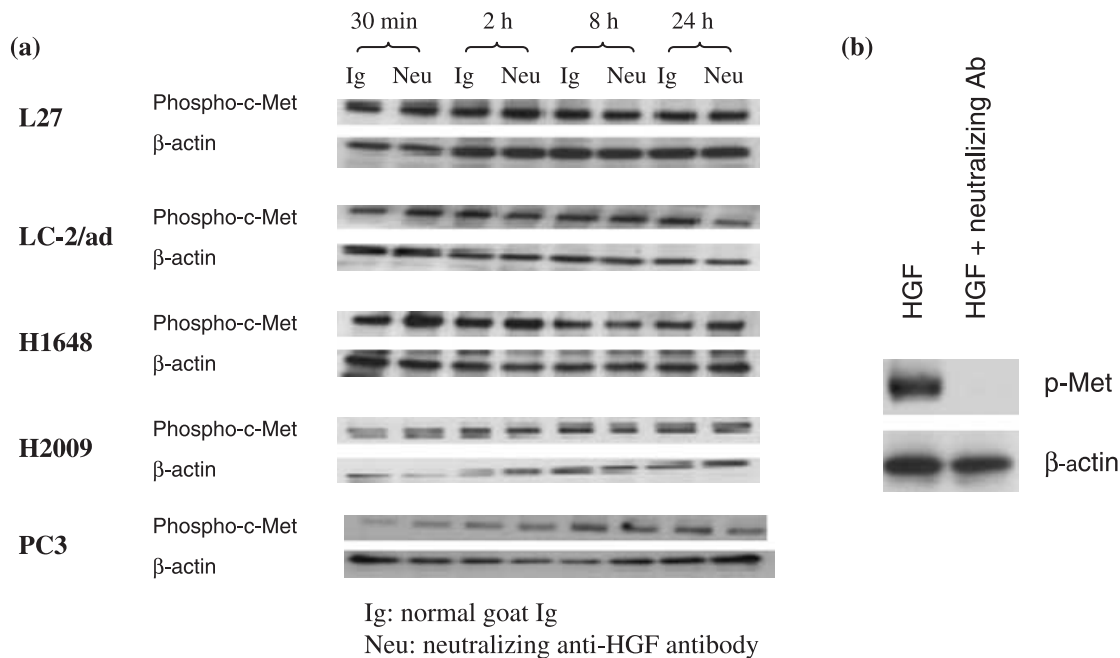 (a)
30 min 2 h 8 h 24 h
Ig Neu Ig Neu Ig Neu Ig Neu
L27
Phospho-c-Met
β-actin
LC-2/ad
Phospho-c-Met
β-actin
H1648
Phospho-c-Met
β-actin
H2009
Phospho-c-Met
β-actin
PC3
Phospho-c-Met
β-actin
Ig: normal goat Ig
Neu: neutralizing anti-HGF antibody
(b)
HGF
HGF + neutralizing Ab
p-Met
β-actin